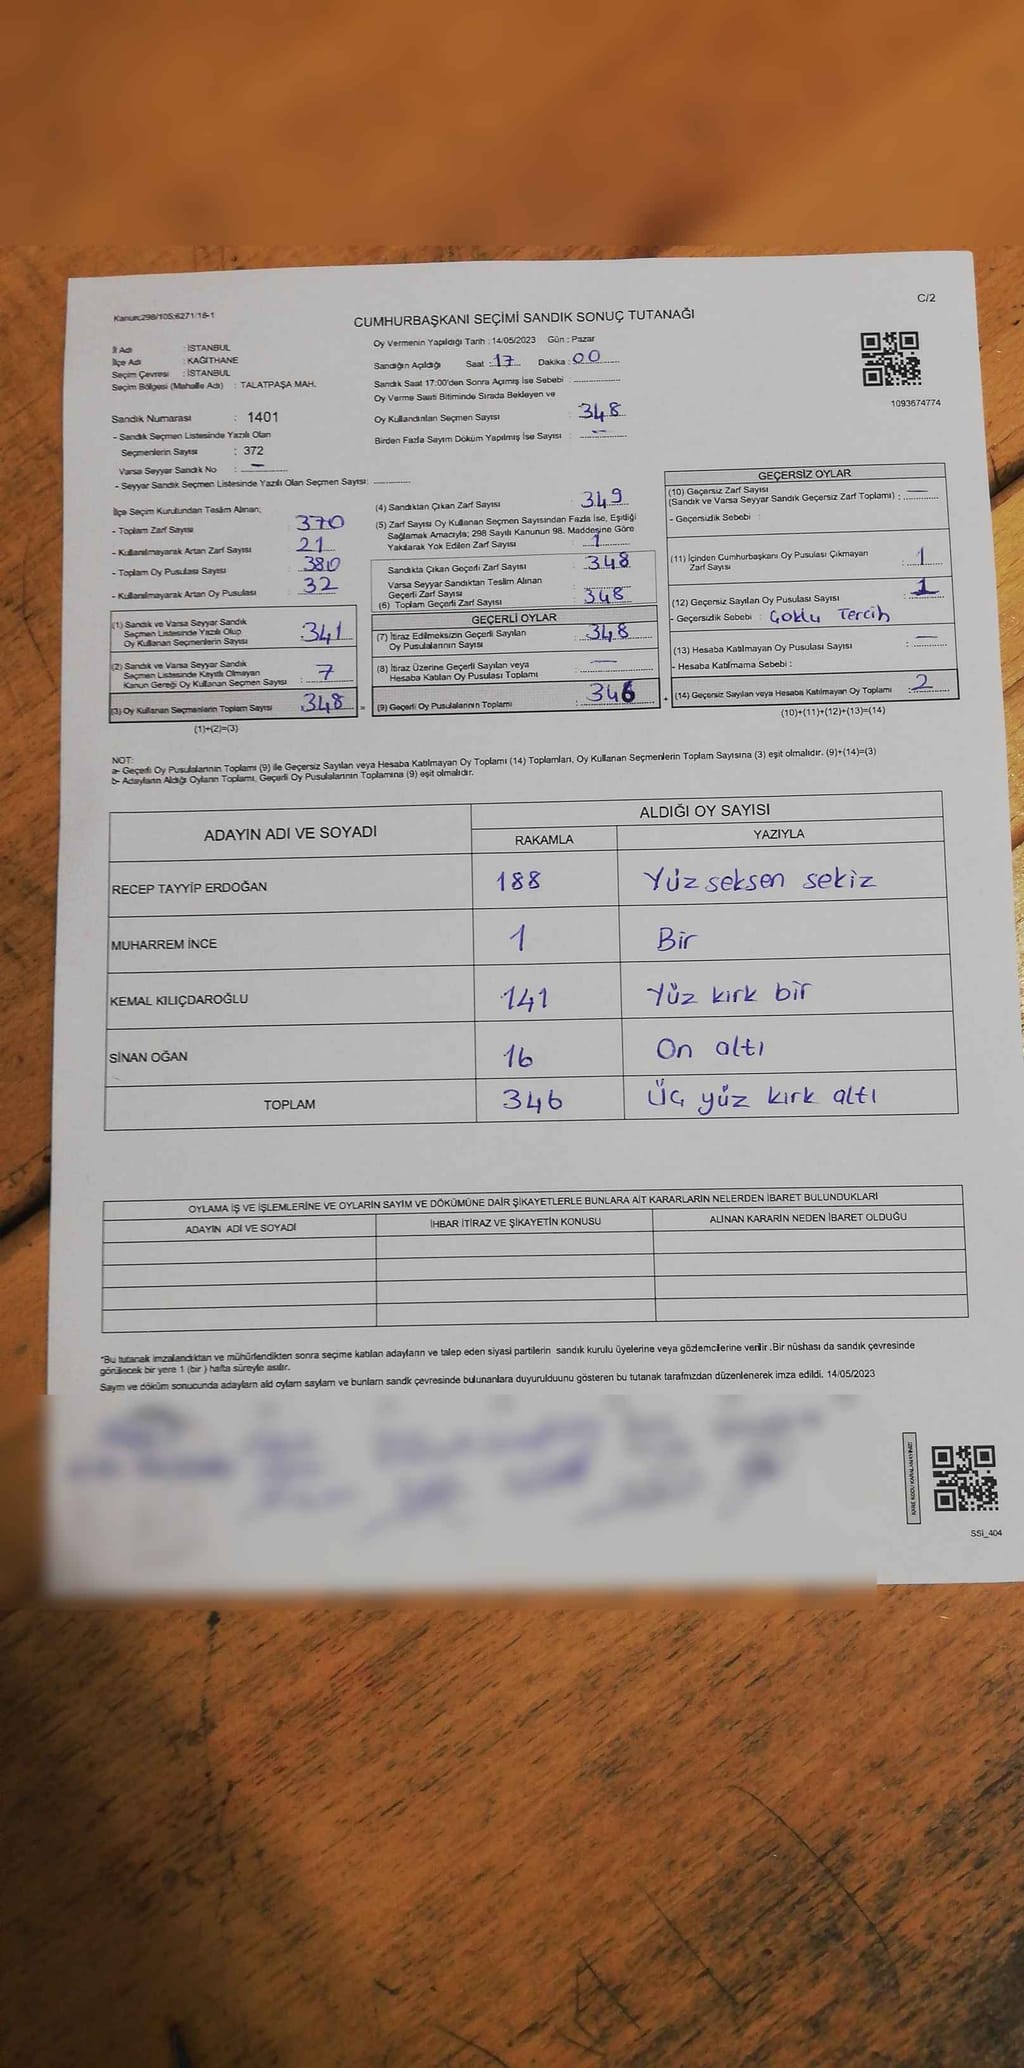 Kanun:298/105;6271/18-1
C/2
CUMHURBAŞKANI SEÇİMİ SANDIK SONUÇ TUTANAĞI
İl Adı : İSTANBUL
İlçe Adı : KAĞITHANE
Seçim Çevresi : İSTANBUL
Seçim Bölgesi (Mahalle Adı) : TALATPAŞA MAH.
Sandık Numarası : 1401
- Sandık Seçmen Listesinde Yazılı Olan
Seçmenlerin Sayısı : 372
Varsa Seyyar Sandık No : —
- Seyyar Sandık Seçmen Listesinde Yazılı Olan Seçmen Sayısı:
Oy Vermenin Yapıldığı Tarih : 14/05/2023 Gün : Pazar
Sandığın Açıldığı Saat : 17 Dakika : 00
Sandık Saat 17:00'den Sonra Açımış İse Sebebi :
Oy Verme Saati Bitiminde Sırada Bekleyen ve
Oy Kullandırılan Seçmen Sayısı : 348
Birden Fazla Sayım Döküm Yapılmış İse Sayısı : —
1093674774
İlçe Seçim Kurulundan Teslim Alınan;
- Toplam Zarf Sayısı : 370
- Kullanılmayarak Artan Zarf Sayısı : 21
- Toplam Oy Pusulası Sayısı : 380
- Kullanılmayarak Artan Oy Pusulası : 32
(1) Sandık ve Varsa Seyyar Sandık
Seçmen Listesinde Yazılı Olup
Oy Kullanan Seçmenlerin Sayısı : 341
(2) Sandık ve Varsa Seyyar Sandık
Seçmen Listesinde Kayıtlı Olmayan
Kanun Gereği Oy Kullanan Seçmen Sayısı : 7
(3) Oy Kullanan Seçmenlerin Toplam Sayısı : 348
(1)+(2)=(3)
(4) Sandıktan Çıkan Zarf Sayısı : 349
(5) Zarf Sayısı Oy Kullanan Seçmen Sayısından Fazla İse, Eşitliği
Sağlamak Amacıyla; 298 Sayılı Kanunun 98. Maddesine Göre
Yakılarak Yok Edilen Zarf Sayısı : 1
Sandıkta Çıkan Geçerli Zarf Sayısı : 348
Varsa Seyyar Sandıktan Teslim Alınan
Geçerli Zarf Sayısı
(6) Toplam Geçerli Zarf Sayısı : 348
GEÇERLİ OYLAR
(7) İtiraz Edilmeksizin Geçerli Sayılan
Oy Pusulalarının Sayısı : 348
(8) İtiraz Üzerine Geçerli Sayılan veya
Hesaba Katılan Oy Pusulası Toplamı : —
= (9) Geçerli Oy Pusulalarının Toplamı : 346
GEÇERSİZ OYLAR
(10) Geçersiz Zarf Sayısı
(Sandık ve Varsa Seyyar Sandık Geçersiz Zarf Toplamı) : —
- Geçersizlik Sebebi :
(11) İçinden Cumhurbaşkanı Oy Pusulası Çıkmayan
Zarf Sayısı : 1
(12) Geçersiz Sayılan Oy Pusulası Sayısı : 1
- Geçersizlik Sebebi : Çoklu Tercih
(13) Hesaba Katılmayan Oy Pusulası Sayısı : —
- Hesaba Katılmama Sebebi :
+ (14) Geçersiz Sayılan veya Hesaba Katılmayan Oy Toplamı : 2
(10)+(11)+(12)+(13)=(14)
NOT:
a- Geçerli Oy Pusulalarının Toplamı (9) ile Geçersiz Sayılan veya Hesaba Katılmayan Oy Toplamı (14) Toplamları, Oy Kullanan Seçmenlerin Toplam Sayısına (3) eşit olmalıdır. (9)+(14)=(3)
b- Adayların Aldığı Oyların Toplamı, Geçerli Oy Pusulalarının Toplamına (9) eşit olmalıdır.
ADAYIN ADI VE SOYADI
ALDIĞI OY SAYISI
RAKAMLA YAZIYLA
RECEP TAYYİP ERDOĞAN 188 Yüz seksen sekiz
MUHARREM İNCE 1 Bir
KEMAL KILIÇDAROĞLU 141 Yüz kırk bir
SİNAN OĞAN 16 On altı
TOPLAM 346 Üç yüz kırk altı
OYLAMA İŞ VE İŞLEMLERİNE VE OYLARIN SAYIM VE DÖKÜMÜNE DAİR ŞİKAYETLERLE BUNLARA AİT KARARLARIN NELERDEN İBARET BULUNDUKLARI
ADAYIN ADI VE SOYADI İHBAR İTİRAZ VE ŞİKAYETİN KONUSU ALINAN KARARIN NEDEN İBARET OLDUĞU
*Bu tutanak imzalandıktan ve mühürlendikten sonra seçime katılan adayların ve talep eden siyasi partilerin sandık kurulu üyelerine veya gözlemcilerine verilir .Bir nüshası da sandık çevresinde
görülecek bir yere 1 (bir ) hafta süreyle asılır.
Sayım ve döküm sonucunda adayların ald oylam saylam ve bunlam sandk çevresinde bulunanlara duyurulduunu gösteren bu tutanak tarafmzdan düzenlenerek imza edildi. 14/05/2023
SSİ_404